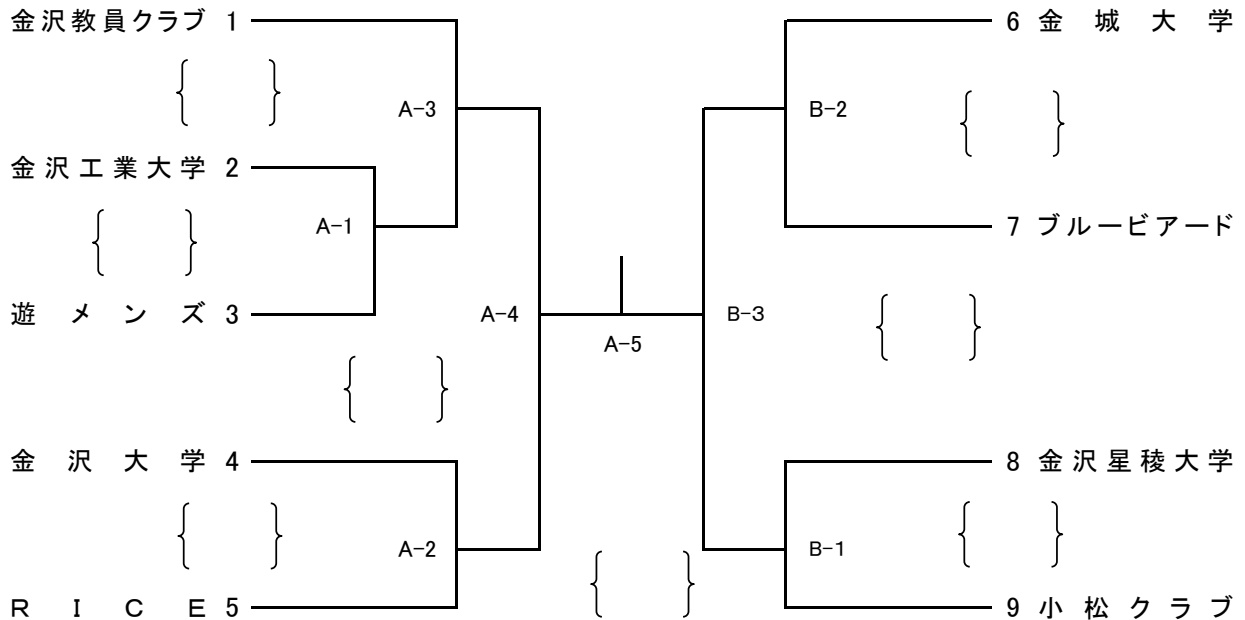 金沢教員クラブ 1
A-3
金沢工業大学 2
A-1
遊メンズ 3
A-4
金沢大学 4
A-2
ＲＩＣＥ 5
A-5
6 金城大学
B-2
7 ブルービアード
B-3
8 金沢星稜大学
B-1
9 小松クラブ